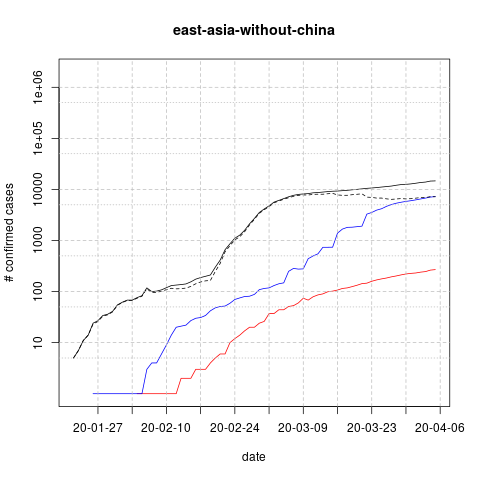 east-asia-without-china
# confirmed cases
1e+06
1e+05
10000
1000
100
10
20-01-27 20-02-10 20-02-24 20-03-09 20-03-23 20-04-06
date